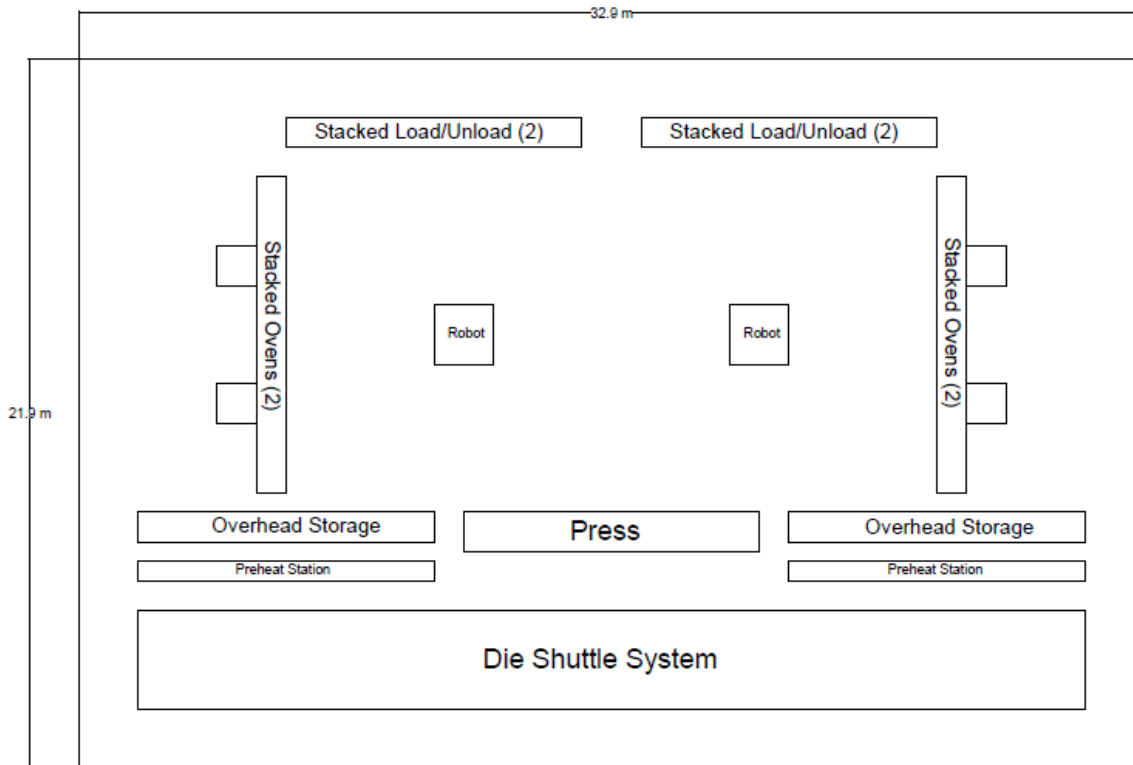 32.9 m
Stacked Load/Unload (2)
Stacked Load/Unload (2)
Stacked Ovens (2)
Stacked Ovens (2)
Robot
Robot
21.9 m
Overhead Storage
Press
Overhead Storage
Preheat Station
Preheat Station
Die Shuttle System